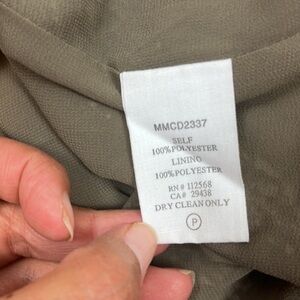 MMCD2337
SELF
100%POLYESTER
LINING
100%POLYESTER
RN# 112568
CA# 29438
DRY CLEAN ONLY
P